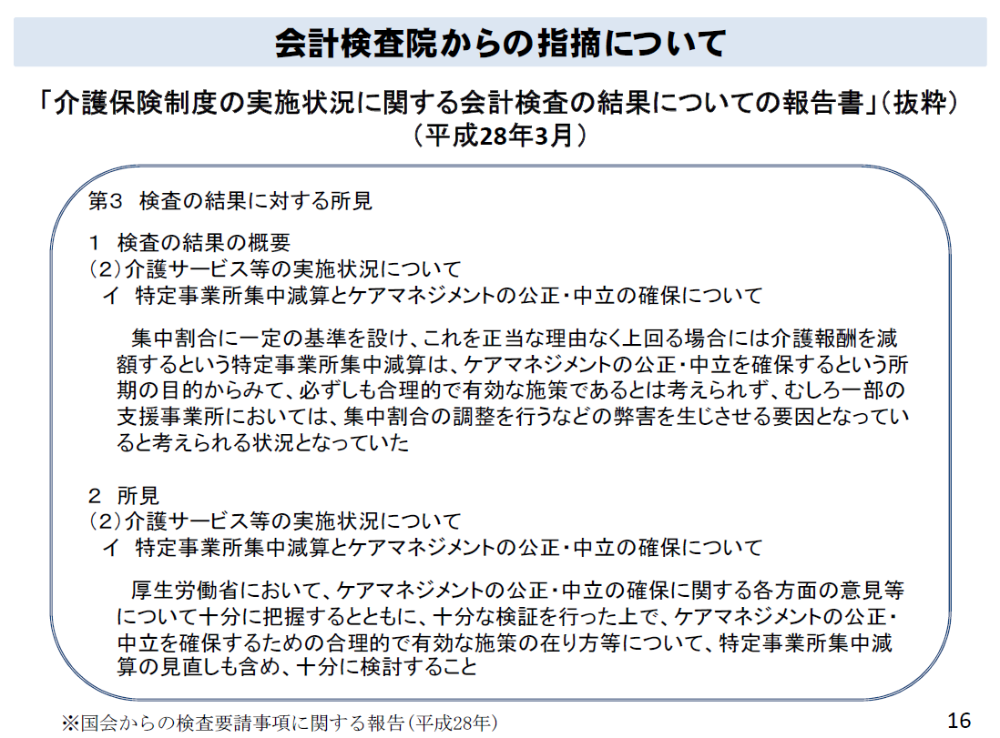 会計検査院からの指摘について
「介護保険制度の実施状況に関する会計検査の結果についての報告書」（抜粋）
（平成28年3月）
第３　検査の結果に対する所見
１　検査の結果の概要
（２）介護サービス等の実施状況について
イ　特定事業所集中減算とケアマネジメントの公正・中立の確保について
集中割合に一定の基準を設け、これを正当な理由なく上回る場合には介護報酬を減
額するという特定事業所集中減算は、ケアマネジメントの公正・中立を確保するという所
期の目的からみて、必ずしも合理的で有効な施策であるとは考えられず、むしろ一部の
支援事業所においては、集中割合の調整を行うなどの弊害を生じさせる要因となってい
ると考えられる状況となっていた
２　所見
（２）介護サービス等の実施状況について
イ　特定事業所集中減算とケアマネジメントの公正・中立の確保について
厚生労働省において、ケアマネジメントの公正・中立の確保に関する各方面の意見等
について十分に把握するとともに、十分な検証を行った上で、ケアマネジメントの公正・
中立を確保するための合理的で有効な施策の在り方等について、特定事業所集中減
算の見直しも含め、十分に検討すること
※国会からの検査要請事項に関する報告（平成28年）
16